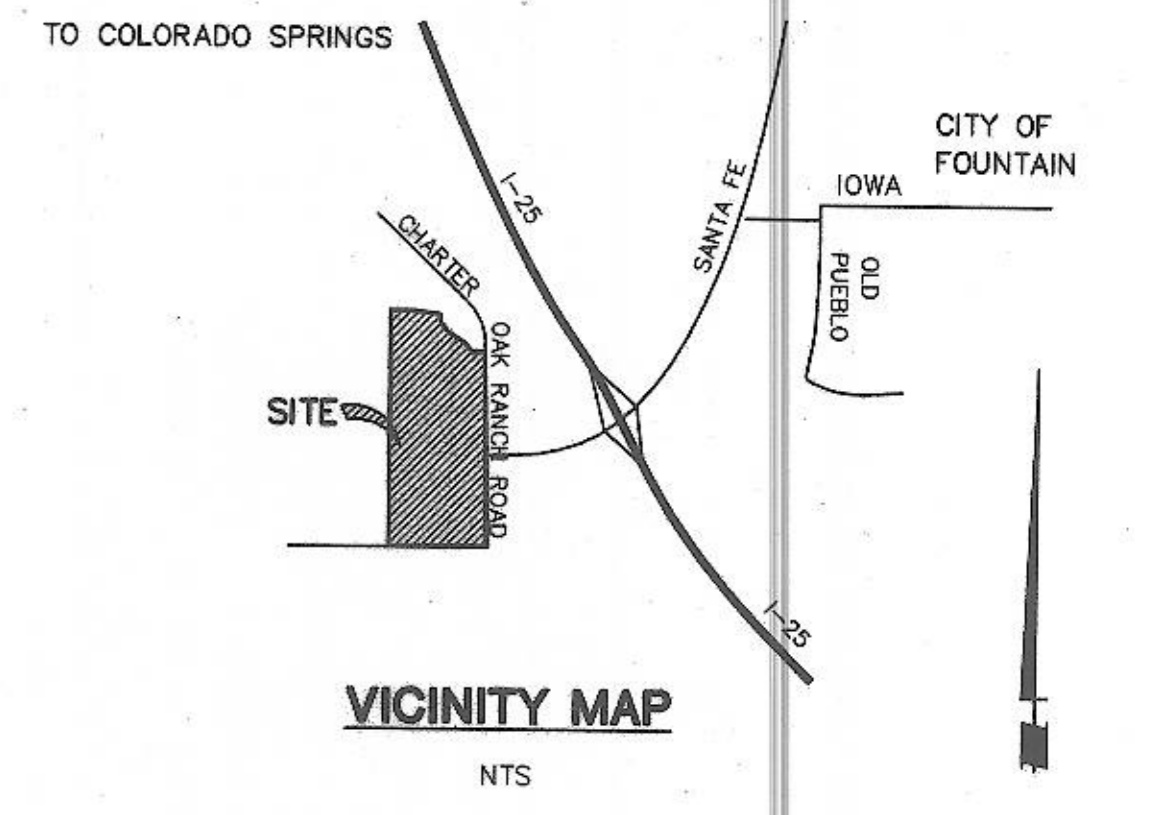 TO COLORADO SPRINGS
CITY OF
FOUNTAIN
I-25
SANTA FE
IOWA
CHARTER
OAK RANCH ROAD
OLD
PUEBLO
SITE
I-25
VICINITY MAP
NTS